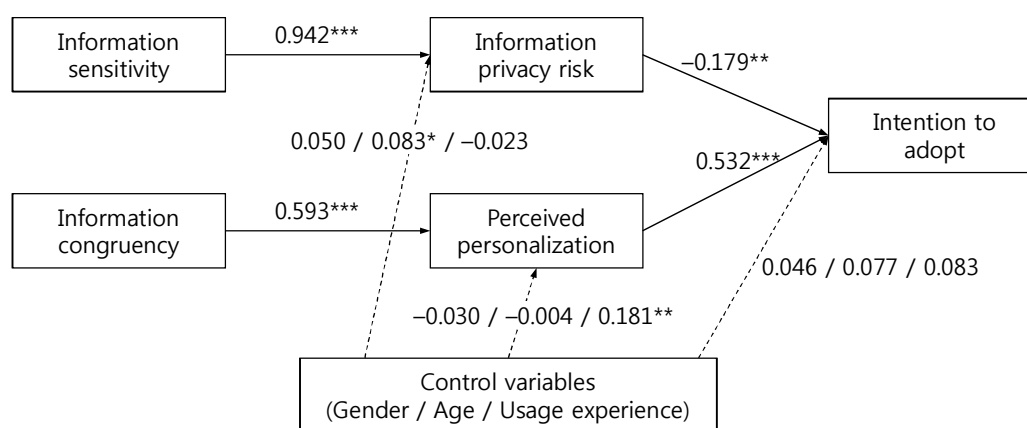 Information
sensitivity
0.942***
Information
privacy risk
–0.179**
Intention to
adopt
0.050 / 0.083* / –0.023
0.532***
Information
congruency
0.593***
Perceived
personalization
0.046 / 0.077 / 0.083
–0.030 / –0.004 / 0.181**
Control variables
(Gender / Age / Usage experience)